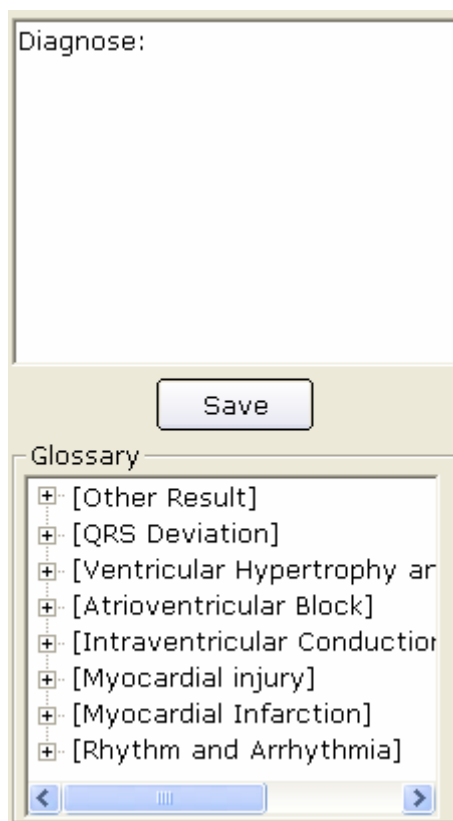 Diagnose:
Save
Glossary
[Other Result]
[QRS Deviation]
[Ventricular Hypertrophy ar
[Atrioventricular Block]
[Intraventricular Conduction
[Myocardial injury]
[Myocardial Infarction]
[Rhythm and Arrhythmia]